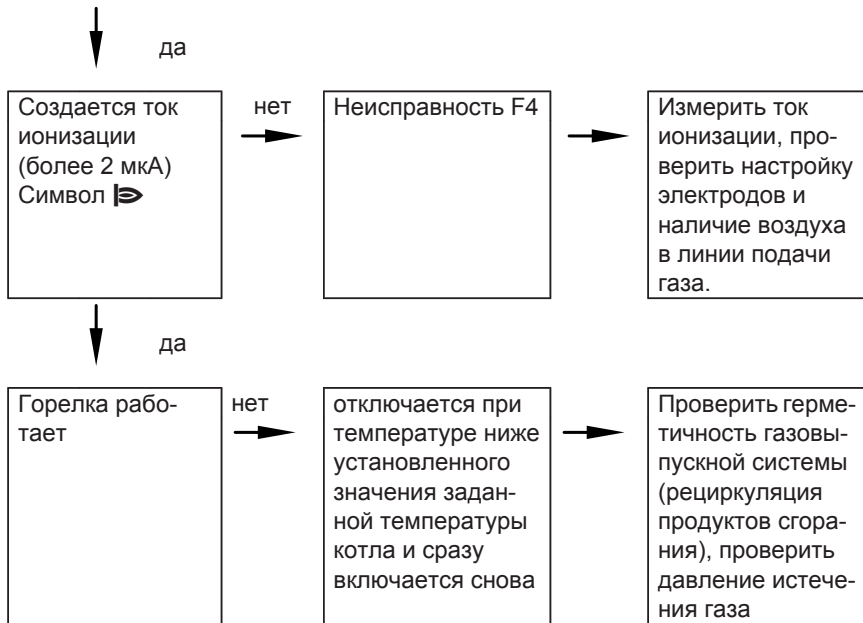 да
Создается ток
ионизации
(более 2 мкА)
Символ
нет
Неисправность F4
Измерить ток
ионизации, про-
верить настройку
электродов и
наличие воздуха
в линии подачи
газа.
да
Горелка рабо-
тает
нет
отключается при
температуре ниже
установленного
значения задан-
ной температуры
котла и сразу
включается снова
Проверить герме-
тичность газовы-
пускной системы
(рециркуляция
продуктов сгора-
ния), проверить
давление истече-
ния газа